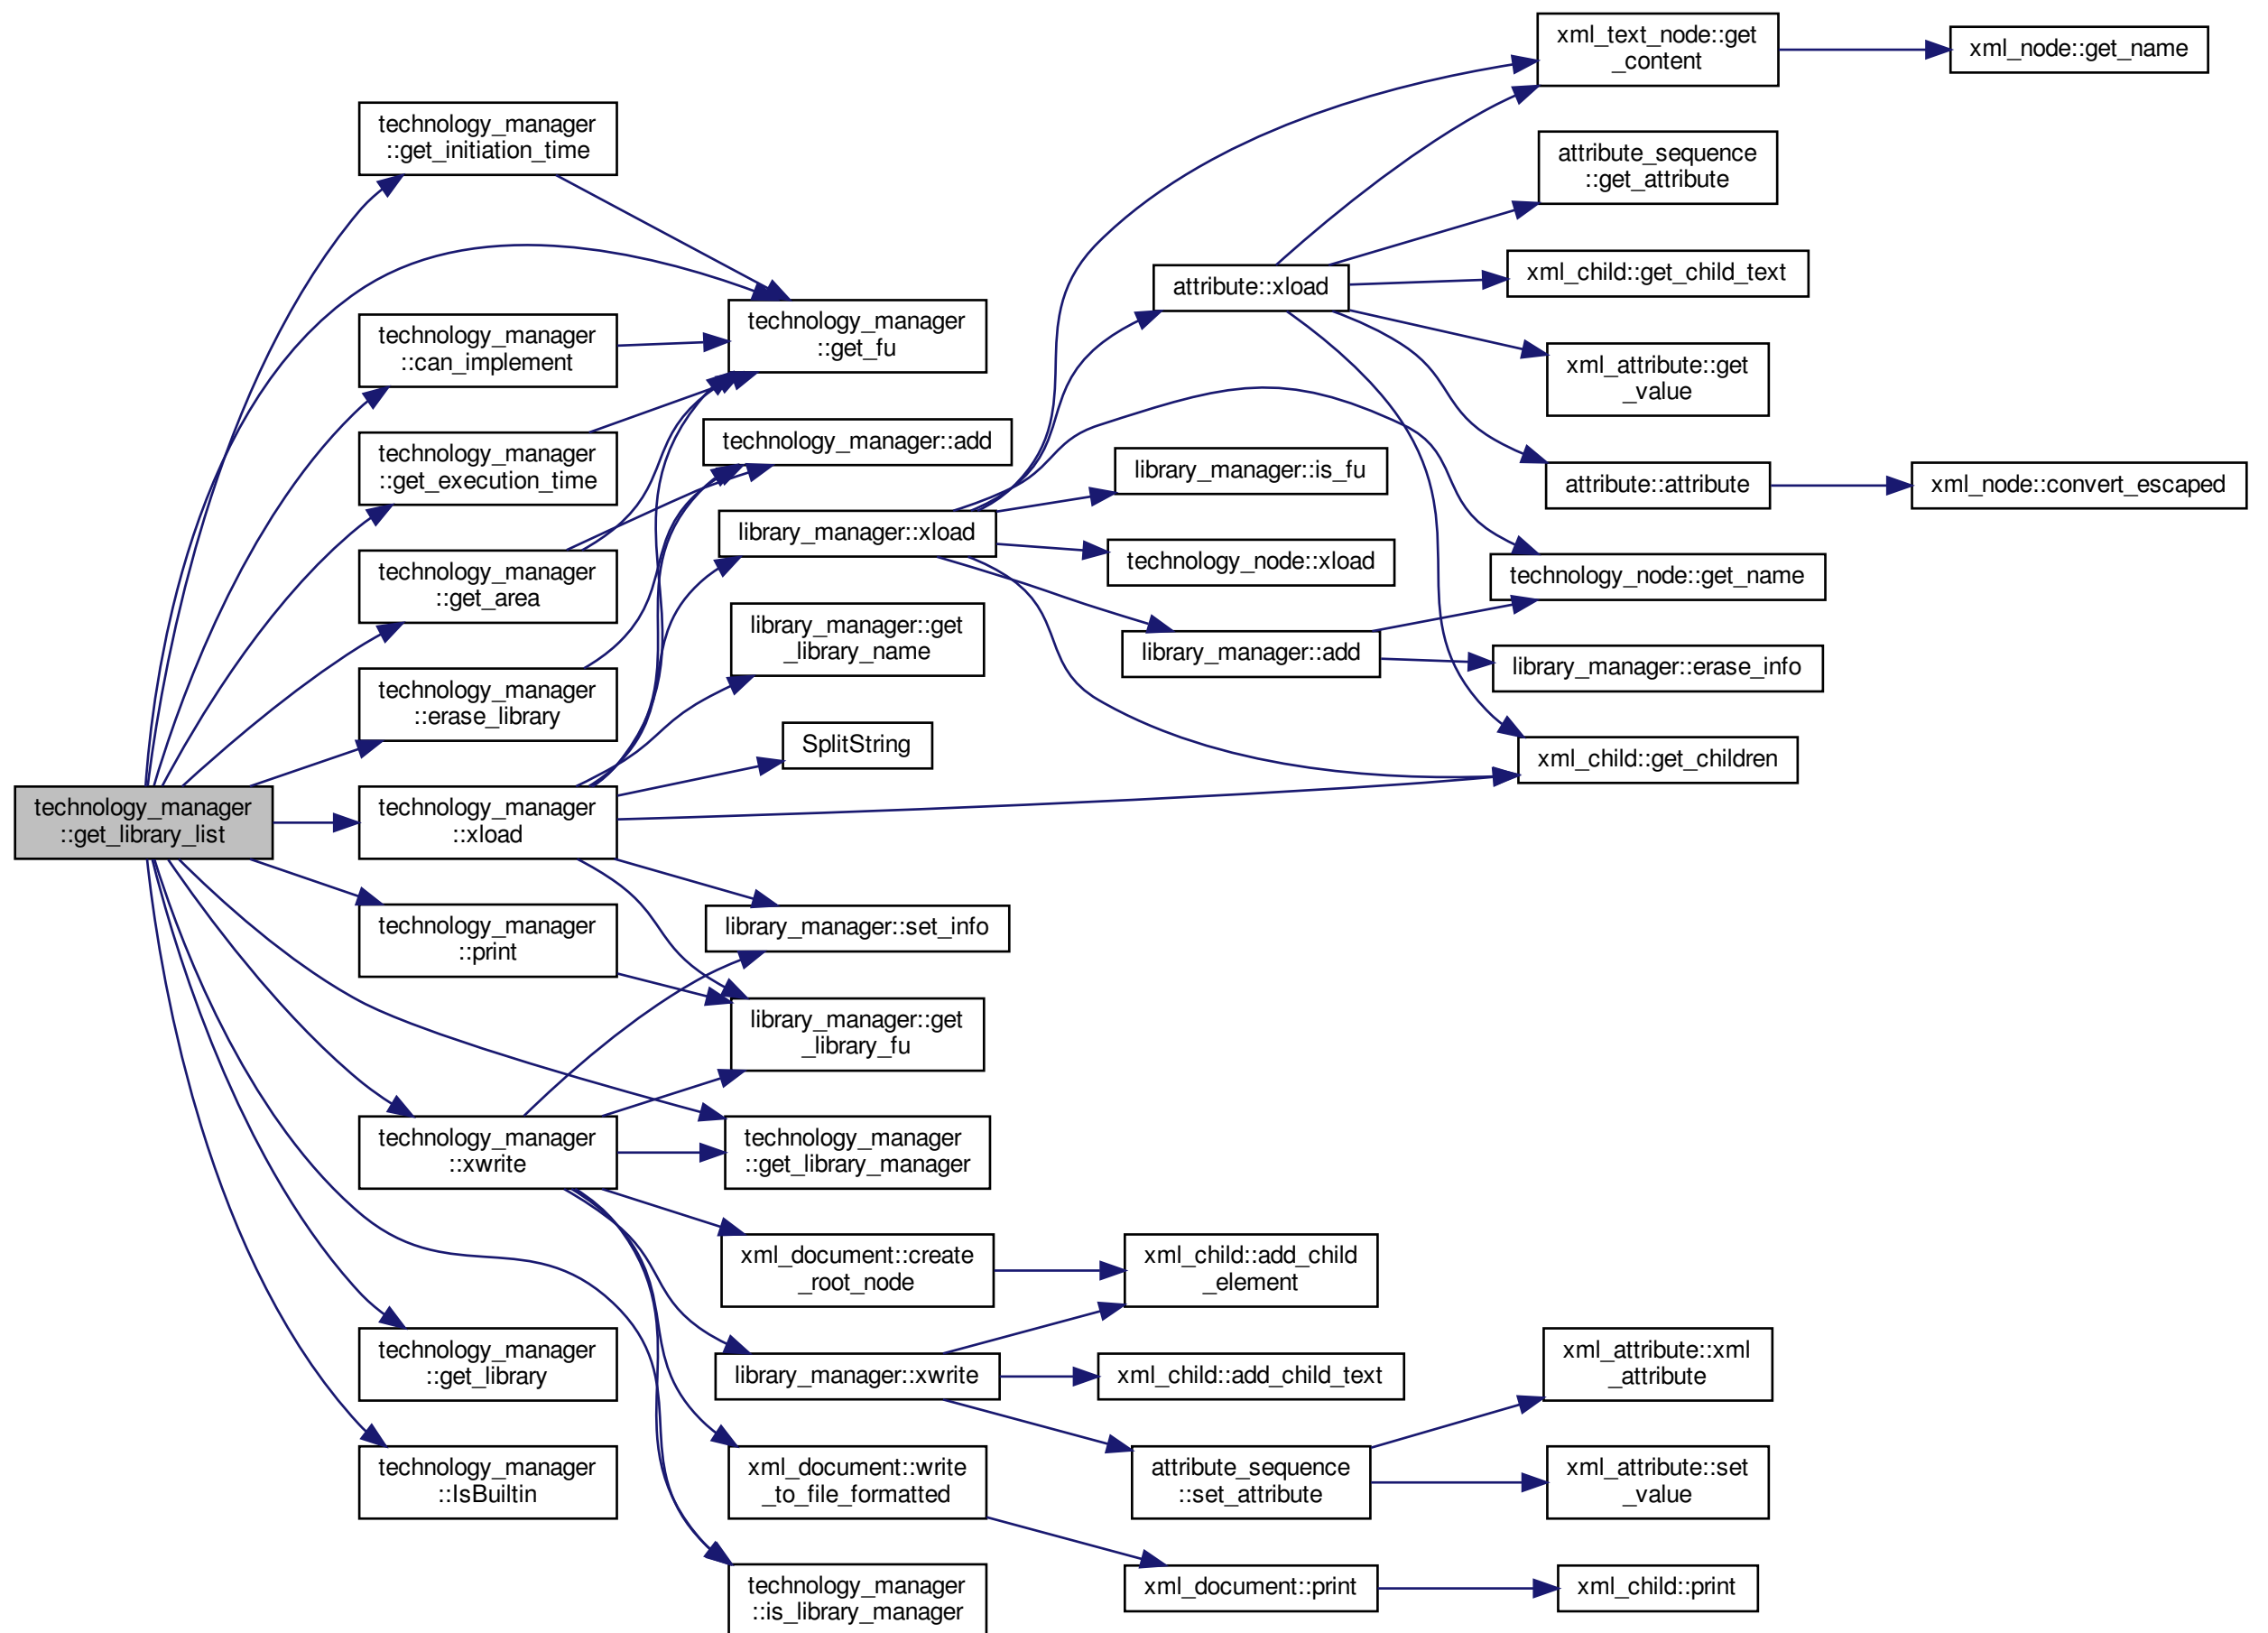 technology_manager
::get_library_list
technology_manager
::get_initiation_time
technology_manager
::can_implement
technology_manager
::get_execution_time
technology_manager
::get_area
technology_manager
::erase_library
technology_manager
::xload
technology_manager
::print
technology_manager
::xwrite
technology_manager
::get_library
technology_manager
::IsBuiltin
technology_manager
::get_fu
technology_manager::add
library_manager::xload
library_manager::get
_library_name
SplitString
library_manager::set_info
library_manager::get
_library_fu
technology_manager
::get_library_manager
xml_document::create
_root_node
library_manager::xwrite
xml_document::write
_to_file_formatted
technology_manager
::is_library_manager
attribute::xload
library_manager::is_fu
technology_node::xload
library_manager::add
xml_child::add_child
_element
xml_child::add_child_text
attribute_sequence
::set_attribute
xml_document::print
xml_text_node::get
_content
attribute_sequence
::get_attribute
xml_child::get_child_text
xml_attribute::get
_value
attribute::attribute
technology_node::get_name
library_manager::erase_info
xml_child::get_children
xml_attribute::xml
_attribute
xml_attribute::set
_value
xml_child::print
xml_node::get_name
xml_node::convert_escaped